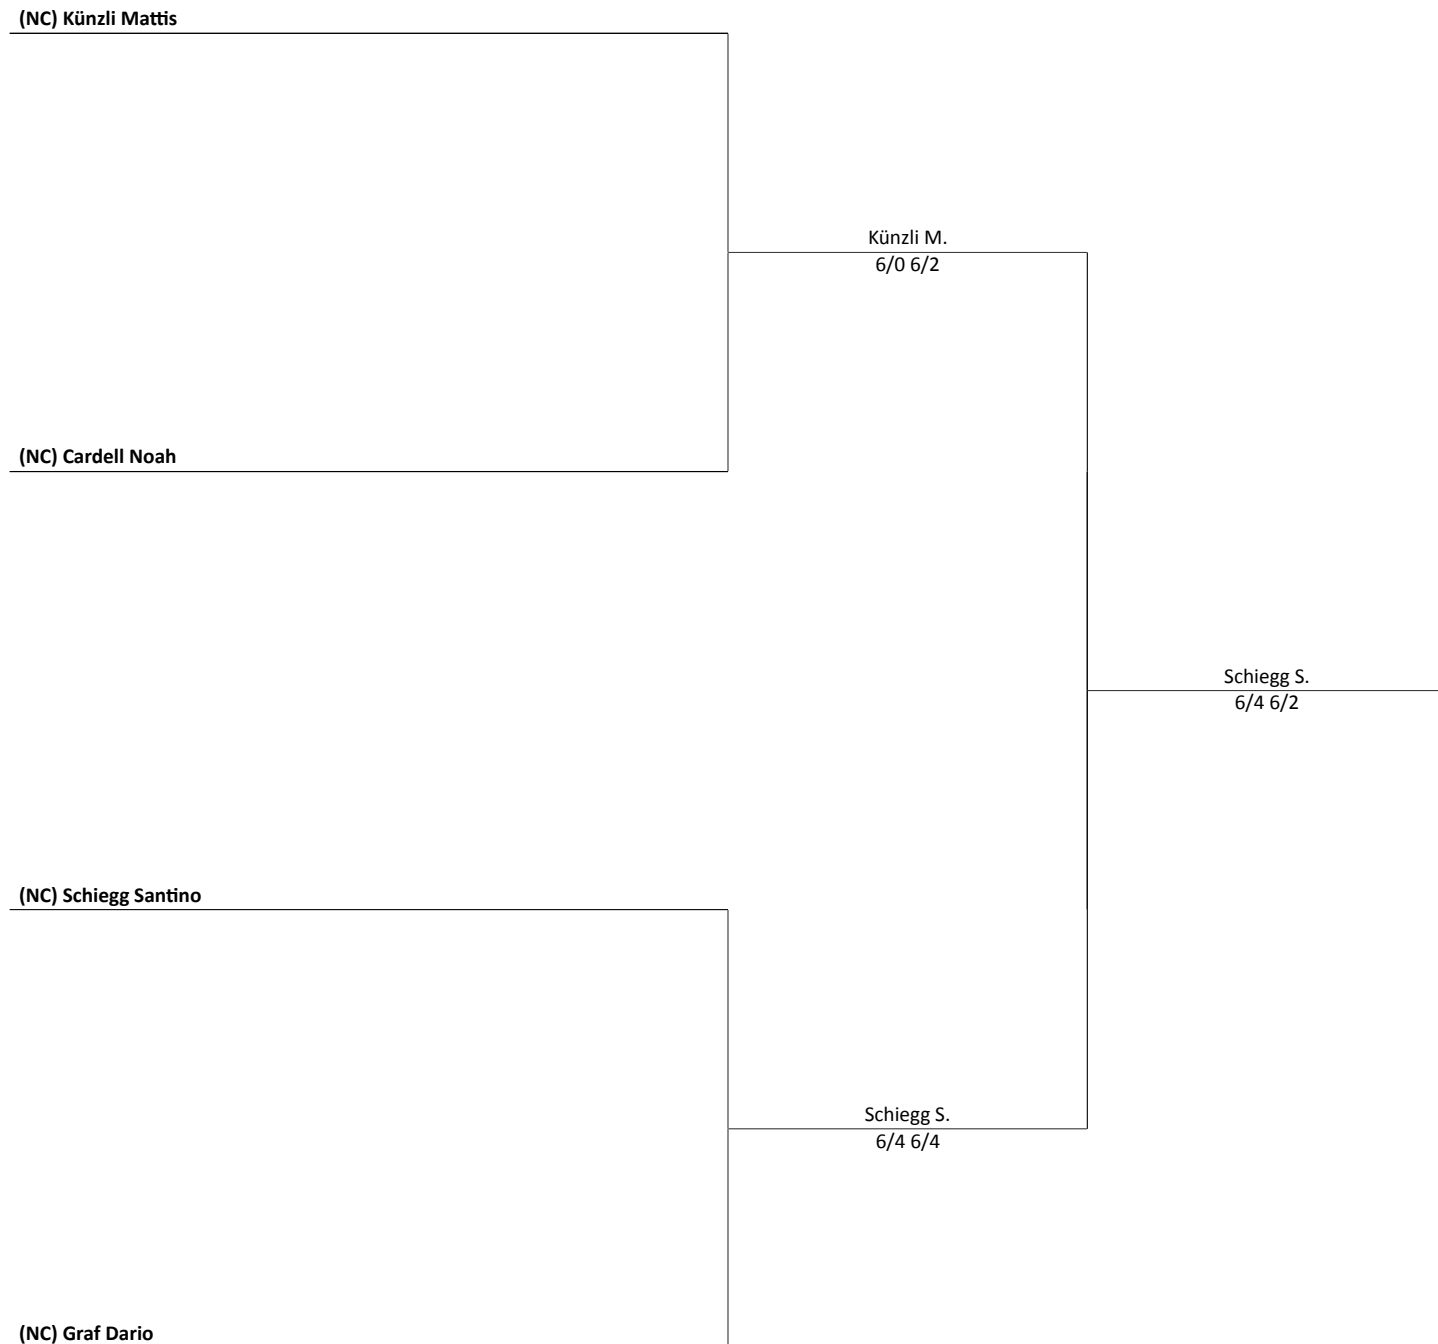 (NC) Künzli Mattis
Künzli M.
6/0 6/2
(NC) Cardell Noah
Schiegg S.
6/4 6/2
(NC) Schiegg Santino
Schiegg S.
6/4 6/4
(NC) Graf Dario